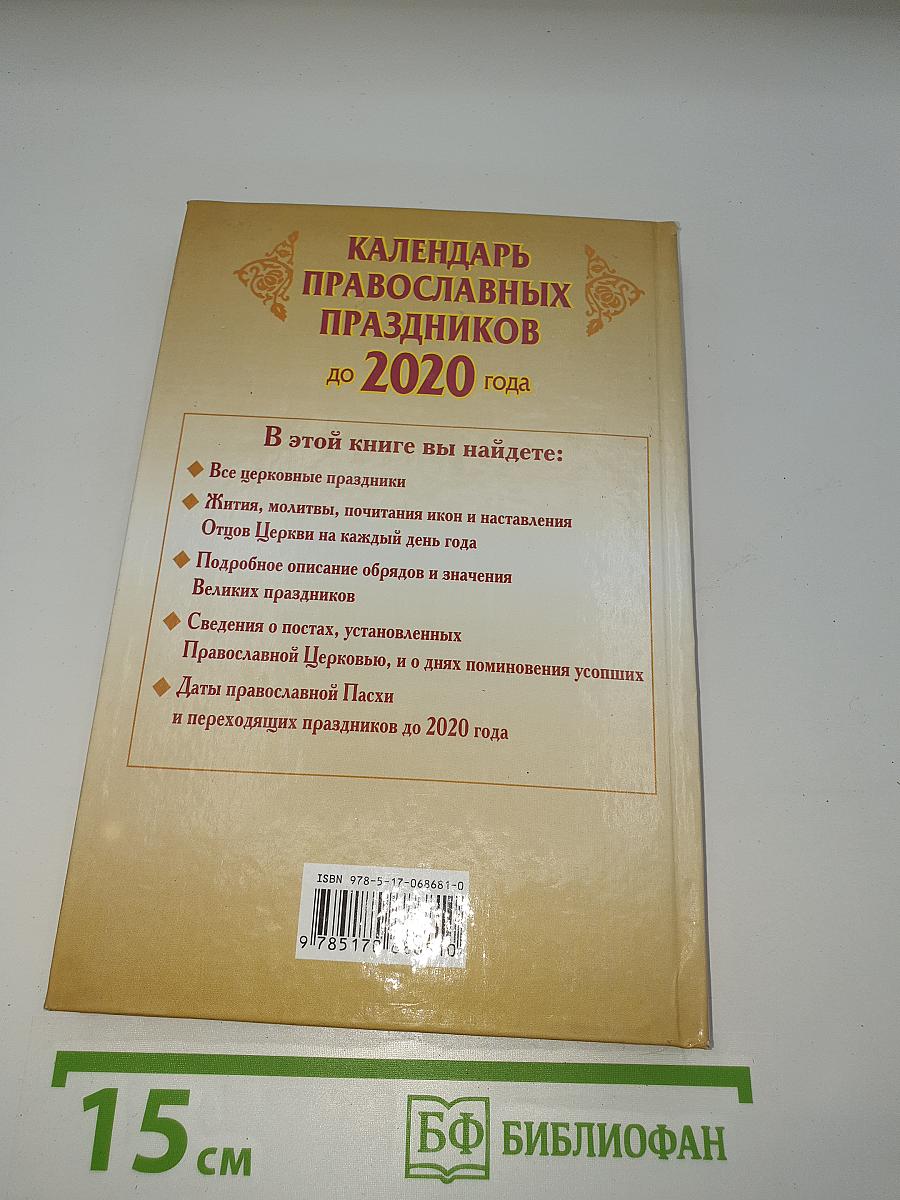 КАЛЕНДАРЬ
ПРАВОСЛАВНЫХ
ПРАЗДНИКОВ
до 2020 года
В этой книге вы найдете:
Все церковные праздники
Жития, молитвы, почитания икон и наставления
Отцов Церкви на каждый день года
Подробное описание обрядов и значения
Великих праздников
Сведения о постах, установленных
Православной Церковью, и о днях поминовения усопших
Даты православной Пасхи
и переходящих праздников до 2020 года
ISBN 978-5-17-068681-0
15 см
БФ БИБЛИОФАН